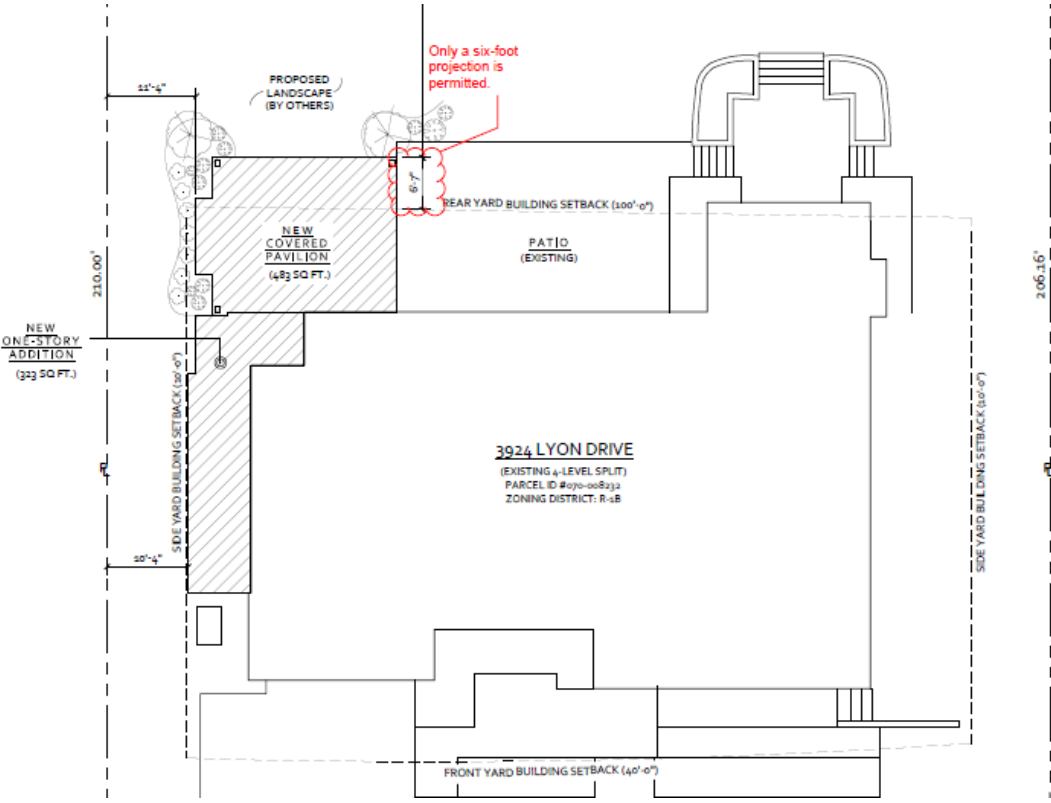 Only a six-foot
projection is
permitted.
PROPOSED
LANDSCAPE
(BY OTHERS)
11'-4"
6'-7"
REAR YARD BUILDING SETBACK (100'-0")
NEW
COVERED
PAVILION
(483 SQ FT.)
PATIO
(EXISTING)
210.00'
206.16'
NEW
ONE-STORY
ADDITION
(323 SQ FT.)
SIDE YARD BUILDING SETBACK (10'-0")
3924 LYON DRIVE
(EXISTING 4-LEVEL SPLIT)
PARCEL ID #070-008232
ZONING DISTRICT: R-1B
SIDE YARD BUILDING SETBACK (10'-0")
10'-4"
FRONT YARD BUILDING SETBACK (40'-0")